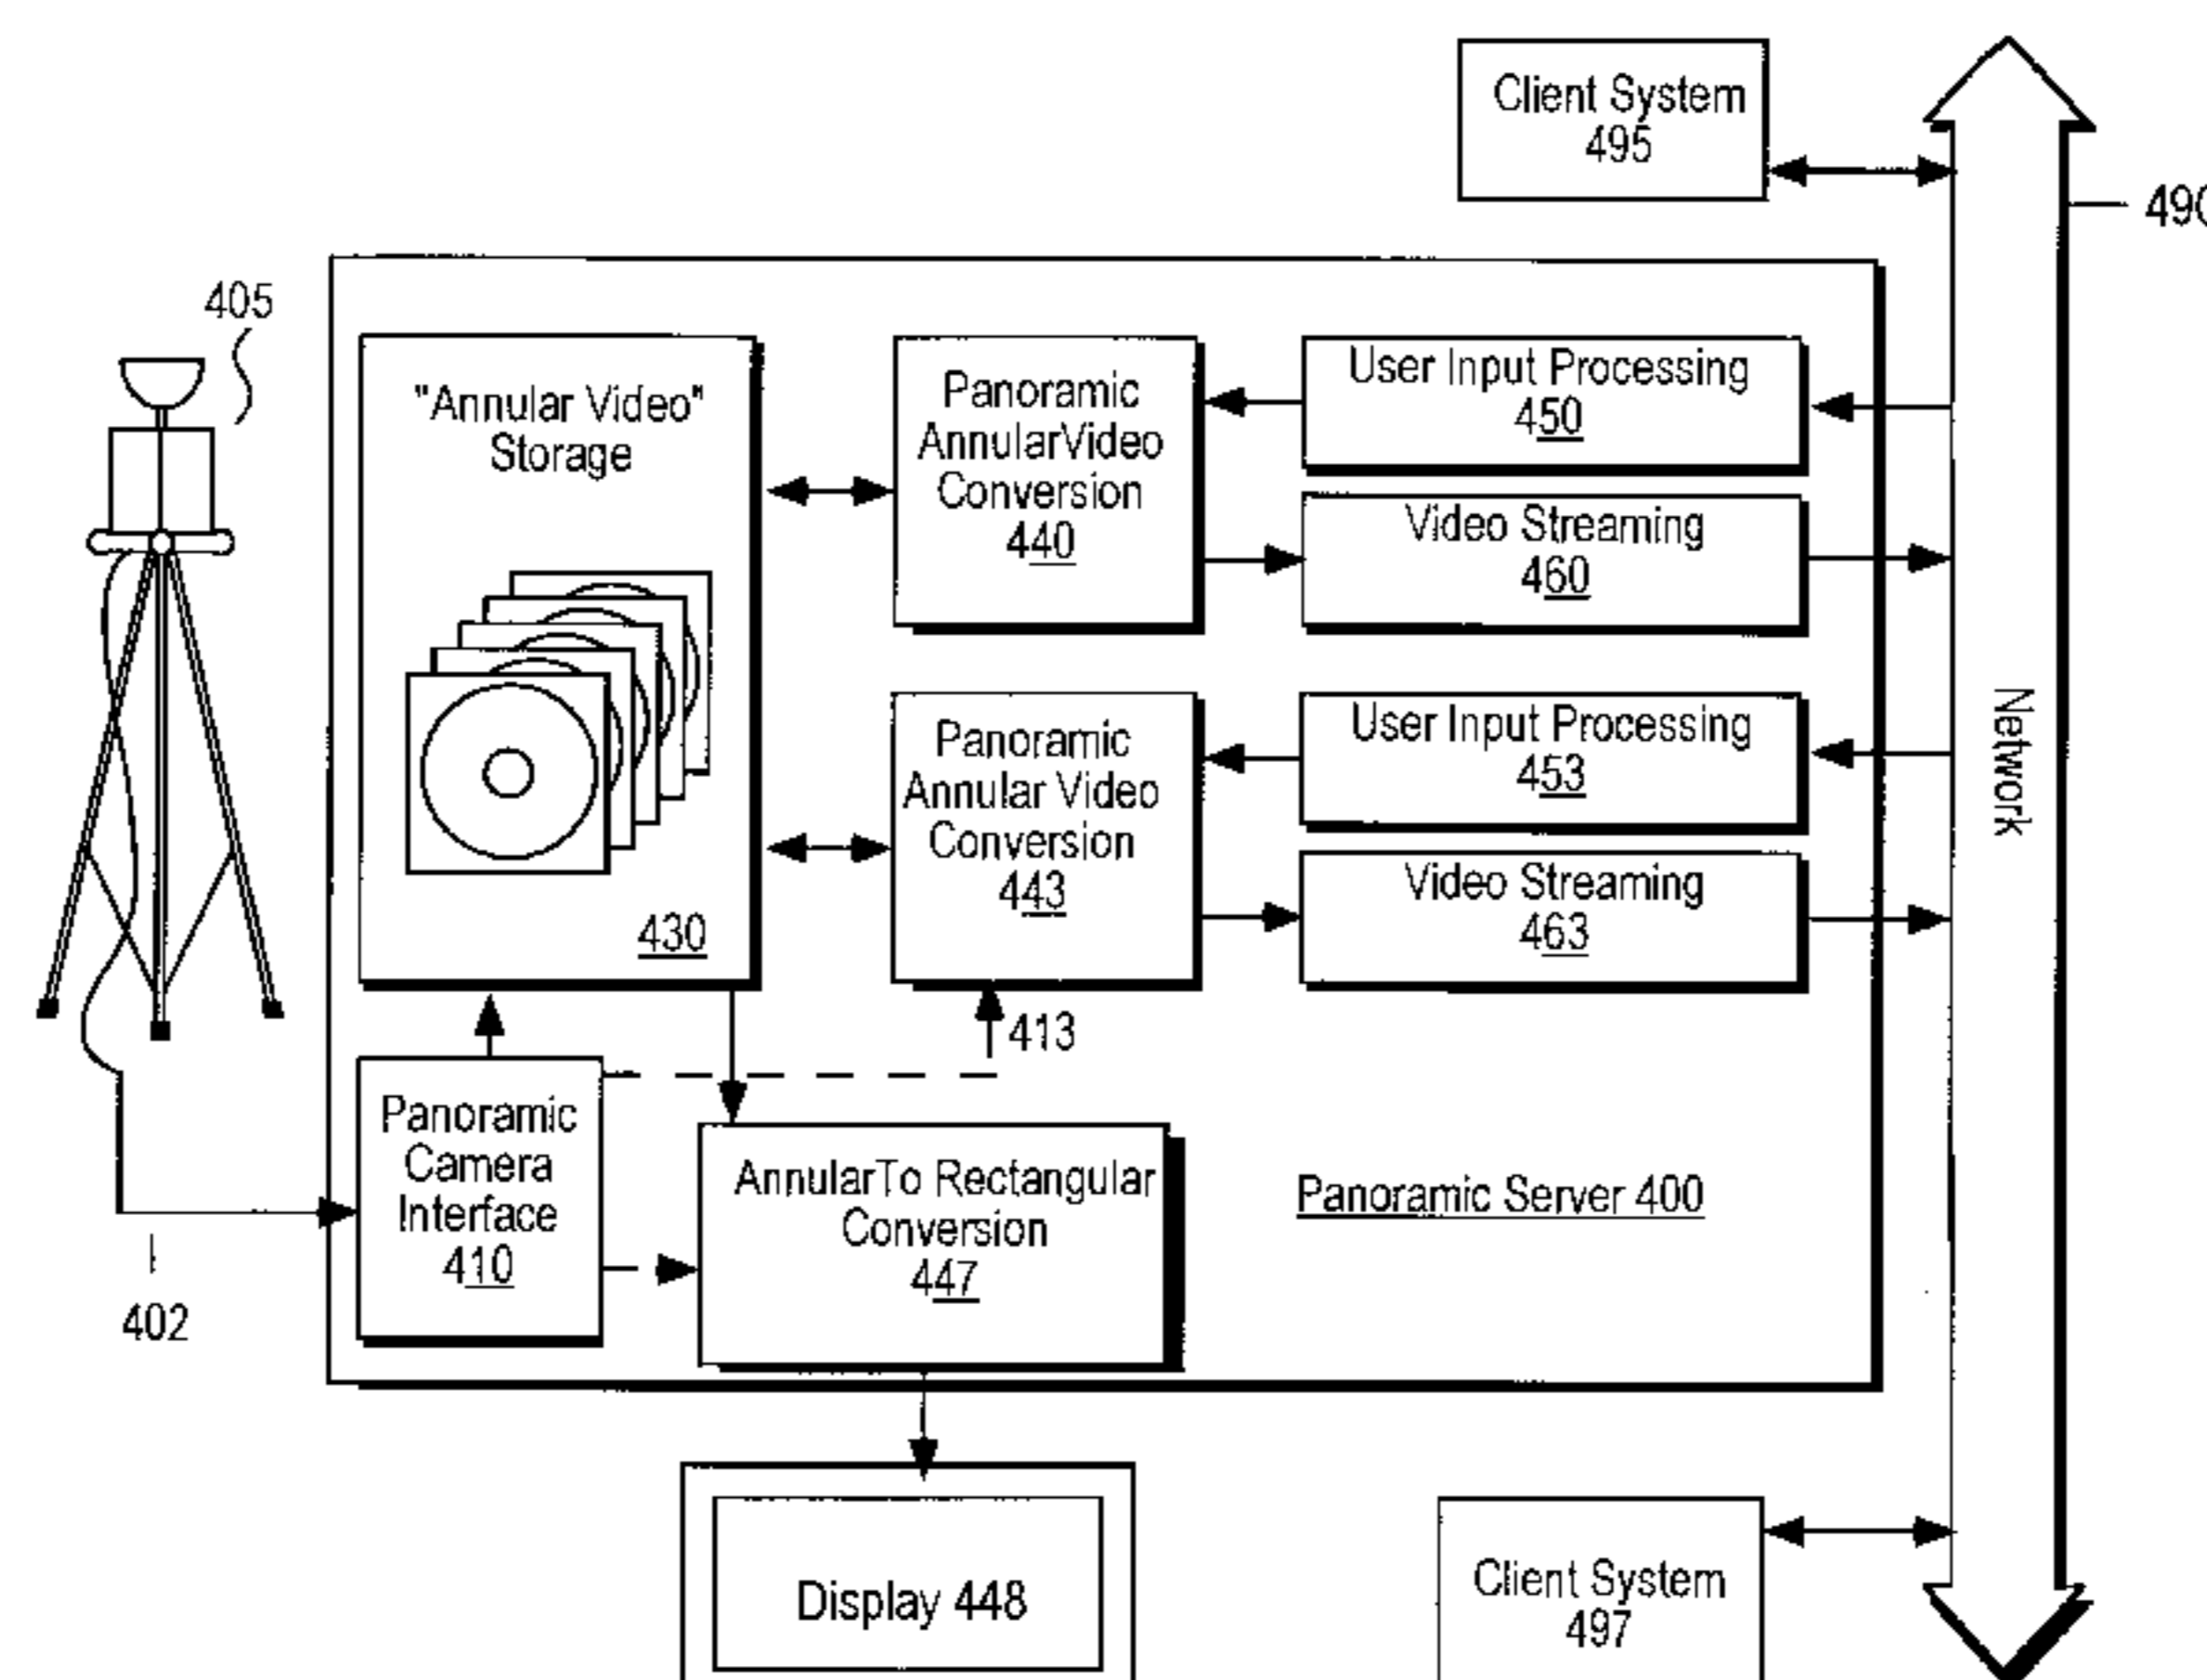 Client System
495
490
405
"Annular Video"
Storage
430
Panoramic
AnnularVideo
Conversion
440
User Input Processing
450
Video Streaming
460
Panoramic
Annular Video
Conversion
443
User Input Processing
453
Video Streaming
463
Network
413
Panoramic
Camera
Interface
410
AnnularTo Rectangular
Conversion
447
Panoramic Server 400
402
Display 448
Client System
497